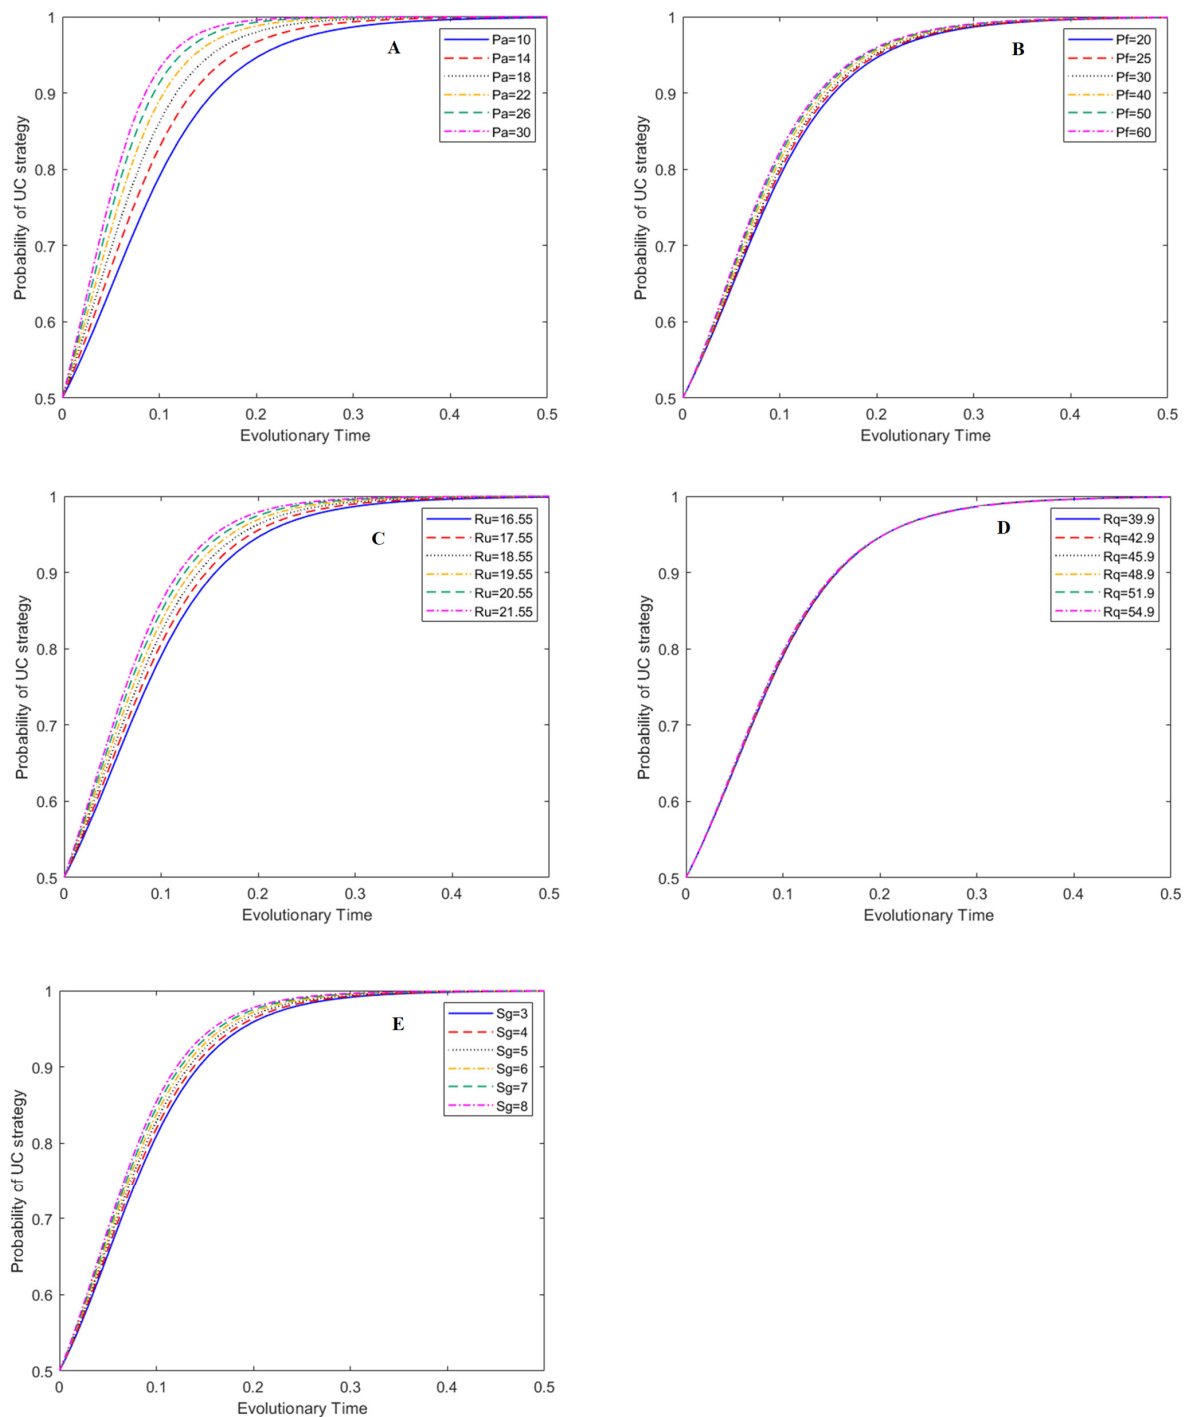 A
Pa=10
Pa=14
Pa=18
Pa=22
Pa=26
Pa=30
Probability of UC strategy
1
0.9
0.8
0.7
0.6
0.5
0 0.1 0.2 0.3 0.4 0.5
Evolutionary Time
B
Pf=20
Pf=25
Pf=30
Pf=40
Pf=50
Pf=60
Probability of UC strategy
1
0.9
0.8
0.7
0.6
0.5
0 0.1 0.2 0.3 0.4 0.5
Evolutionary Time
C
Ru=16.55
Ru=17.55
Ru=18.55
Ru=19.55
Ru=20.55
Ru=21.55
Probability of UC strategy
1
0.9
0.8
0.7
0.6
0.5
0 0.1 0.2 0.3 0.4 0.5
Evolutionary Time
D
Rq=39.9
Rq=42.9
Rq=45.9
Rq=48.9
Rq=51.9
Rq=54.9
Probability of UC strategy
1
0.9
0.8
0.7
0.6
0.5
0 0.1 0.2 0.3 0.4 0.5
Evolutionary Time
E
Sg=3
Sg=4
Sg=5
Sg=6
Sg=7
Sg=8
Probability of UC strategy
1
0.9
0.8
0.7
0.6
0.5
0 0.1 0.2 0.3 0.4 0.5
Evolutionary Time